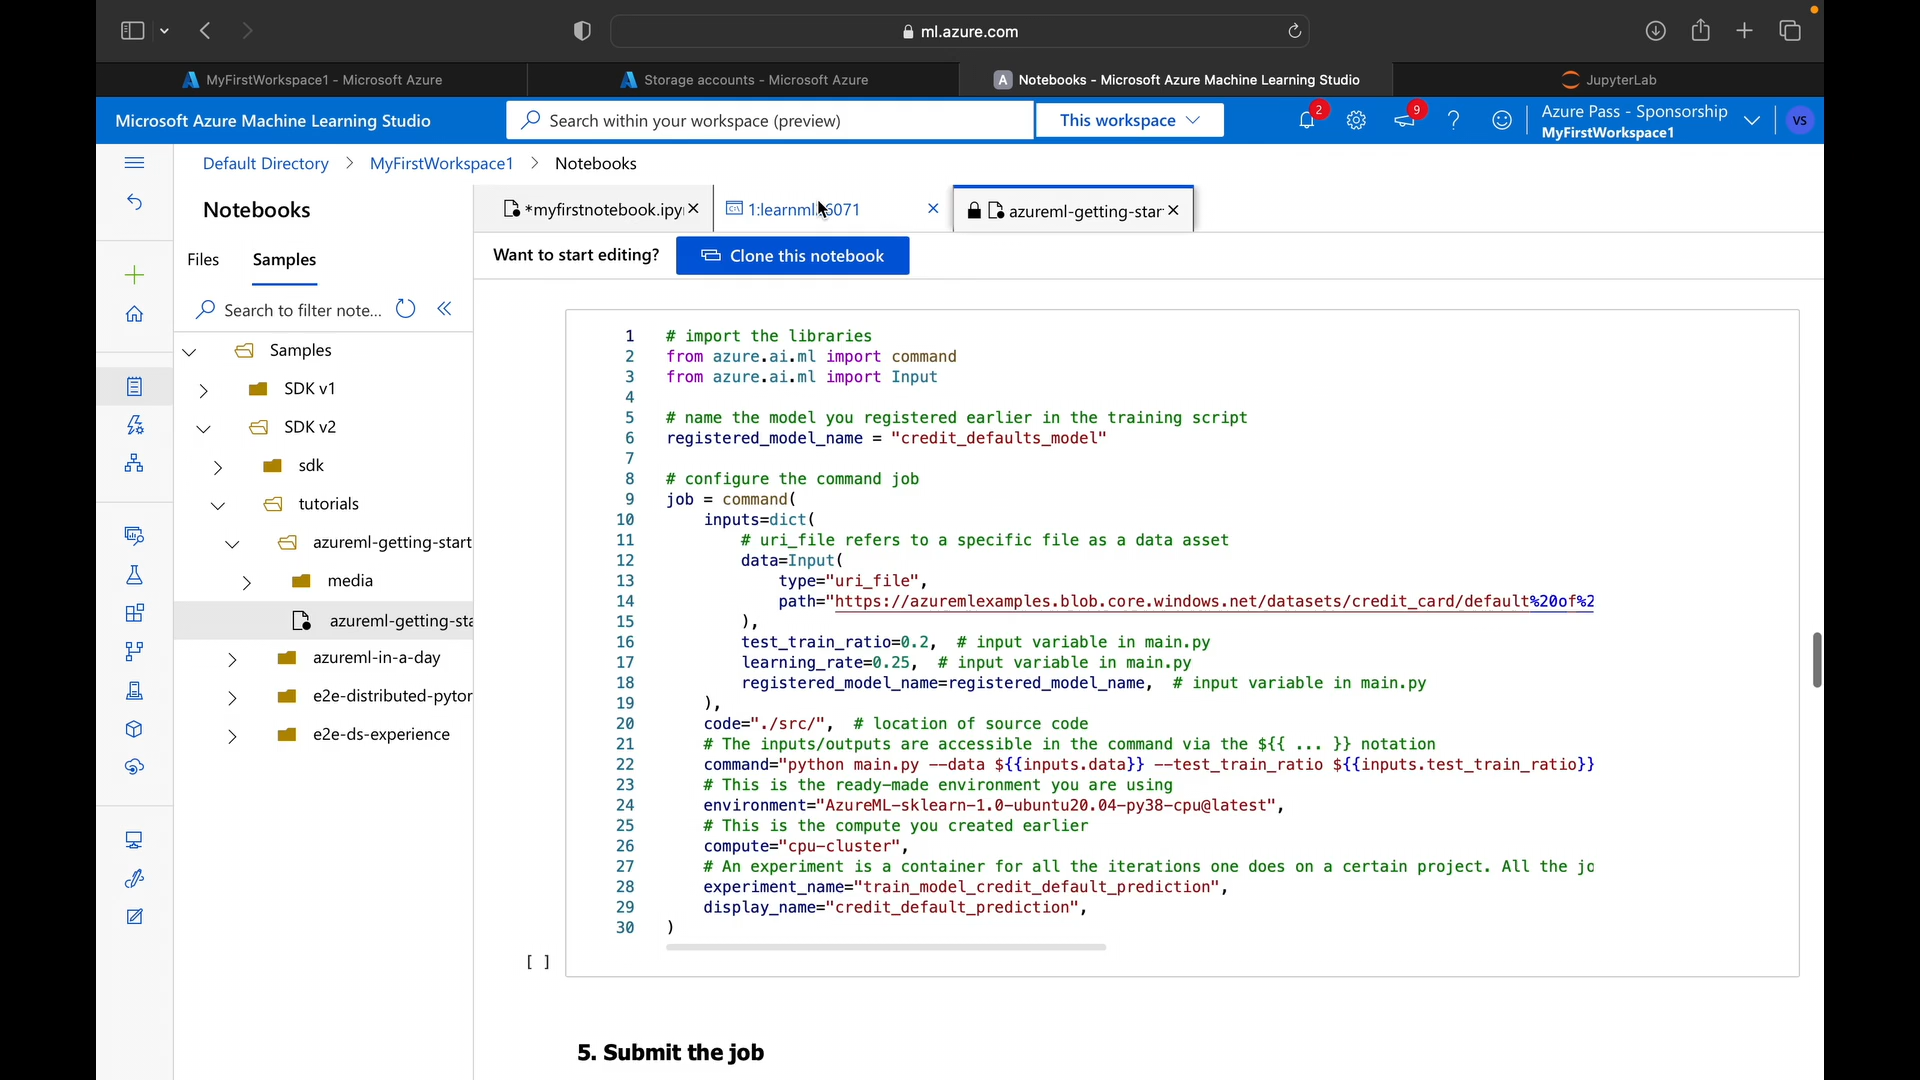 ml.azure.com
MyFirstWorkspace1 - Microsoft Azure
Storage accounts - Microsoft Azure
A Notebooks - Microsoft Azure Machine Learning Studio
JupyterLab
Microsoft Azure Machine Learning Studio
Search within your workspace (preview)
This workspace
2
9
Azure Pass - Sponsorship
MyFirstWorkspace1
VS
Default Directory > MyFirstWorkspace1 > Notebooks
Notebooks
*myfirstnotebook.ipy
azureml-getting-star
Want to start editing?
Clone this notebook
Files
Samples
Search to filter note...
Samples
SDK v1
SDK v2
sdk
tutorials
azureml-getting-start
media
azureml-getting-sta
azureml-in-a-day
e2e-distributed-pytor
e2e-ds-experience
1 # import the libraries
2 from azure.ai.ml import command
3 from azure.ai.ml import Input
4
5 # name the model you registered earlier in the training script
6 registered_model_name = "credit_defaults_model"
7
8 # configure the command job
9 job = command(
10 inputs=dict(
11 # uri_file refers to a specific file as a data asset
12 data=Input(
13 type="uri_file",
14 path="https://azuremlexamples.blob.core.windows.net/datasets/credit_card/default%20of%2
15 ),
16 test_train_ratio=0.2, # input variable in main.py
17 learning_rate=0.25, # input variable in main.py
18 registered_model_name=registered_model_name, # input variable in main.py
19 ),
20 code="./src/", # location of source code
21 # The inputs/outputs are accessible in the command via the ${{ ... }} notation
22 command="python main.py --data ${{inputs.data}} --test_train_ratio ${{inputs.test_train_ratio}}
23 # This is the ready-made environment you are using
24 environment="AzureML-sklearn-1.0-ubuntu20.04-py38-cpu@latest",
25 # This is the compute you created earlier
26 compute="cpu-cluster",
27 # An experiment is a container for all the iterations one does on a certain project. All the jo
28 experiment_name="train_model_credit_default_prediction",
29 display_name="credit_default_prediction",
30 )
[ ]
5. Submit the job